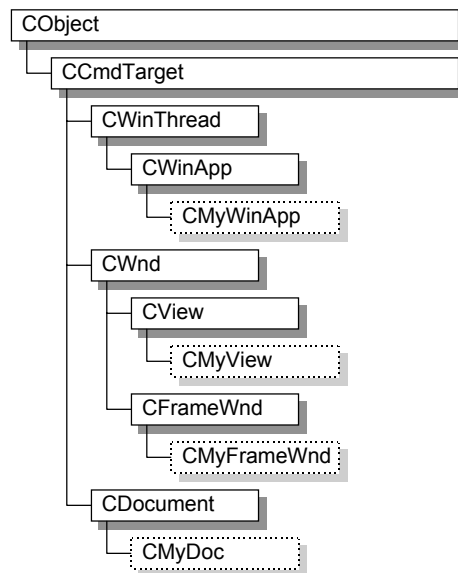 CObject
CCmdTarget
CWinThread
CWinApp
CMyWinApp
CWnd
CView
CMyView
CFrameWnd
CMyFrameWnd
CDocument
CMyDoc